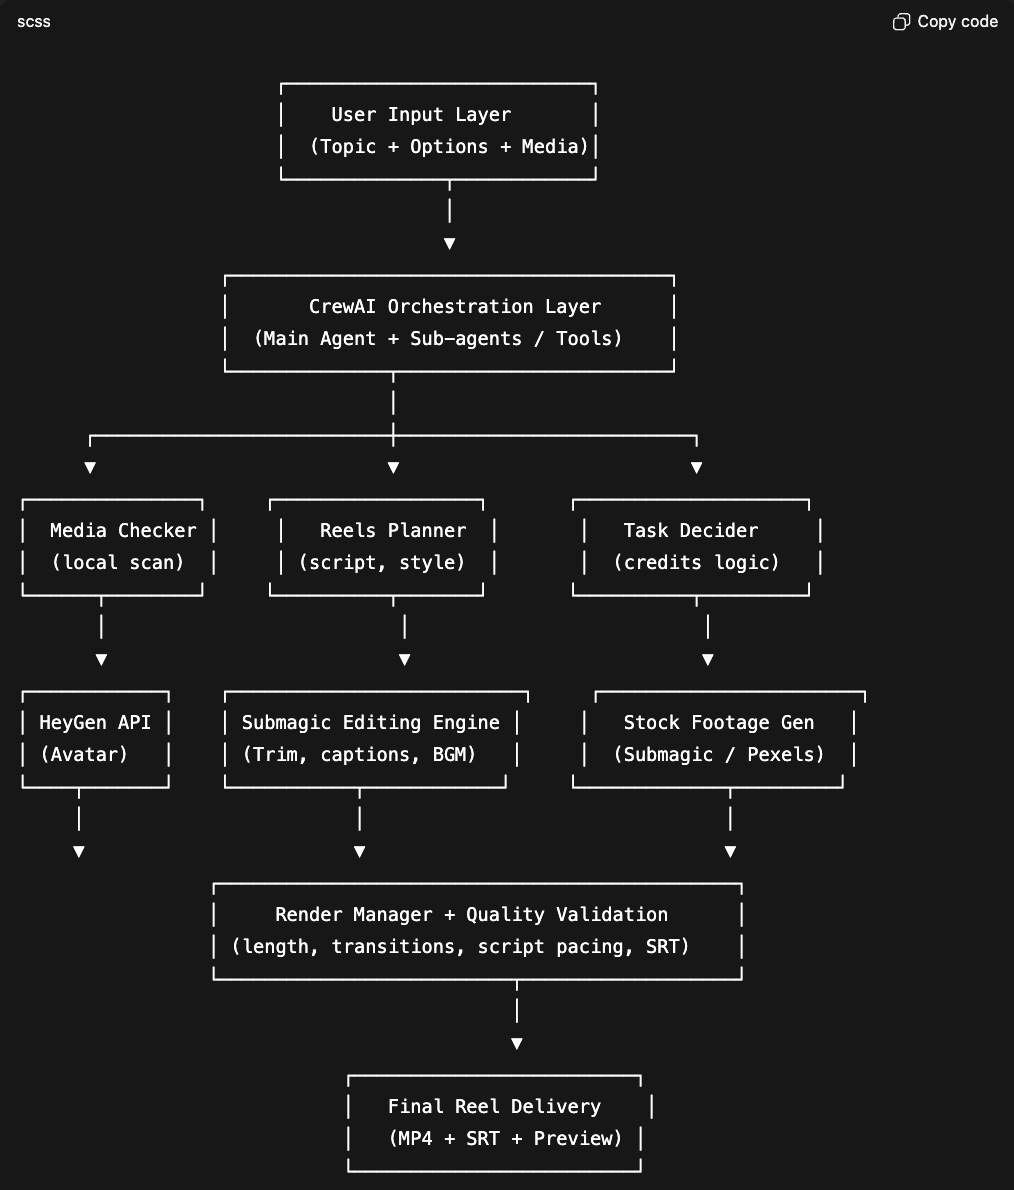 scss
Copy code
User Input Layer
(Topic + Options + Media)
CrewAI Orchestration Layer
(Main Agent + Sub-agents / Tools)
Media Checker
(local scan)
Reels Planner
(script, style)
Task Decider
(credits logic)
HeyGen API
(Avatar)
Submagic Editing Engine
(Trim, captions, BGM)
Stock Footage Gen
(Submagic / Pexels)
Render Manager + Quality Validation
(length, transitions, script pacing, SRT)
Final Reel Delivery
(MP4 + SRT + Preview)